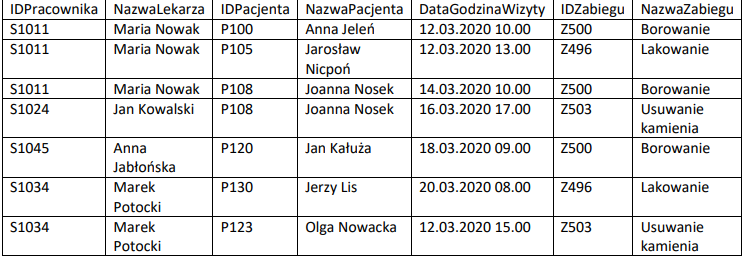 IDPracownika NazwaLekarza IDPacjenta NazwaPacjenta DataGodzinaWizyty IDZabiegu NazwaZabiegu
S1011 Maria Nowak P100 Anna Jeleń 12.03.2020 10.00 Z500 Borowanie
S1011 Maria Nowak P105 Jarosław 12.03.2020 13.00 Z496 Lakowanie
Nicpoń
S1011 Maria Nowak P108 Joanna Nosek 14.03.2020 10.00 Z500 Borowanie
S1024 Jan Kowalski P108 Joanna Nosek 16.03.2020 17.00 Z503 Usuwanie
kamienia
S1045 Anna P120 Jan Kałuża 18.03.2020 09.00 Z500 Borowanie
Jabłońska
S1034 Marek P130 Jerzy Lis 20.03.2020 08.00 Z496 Lakowanie
Potocki
S1034 Marek P123 Olga Nowacka 12.03.2020 15.00 Z503 Usuwanie
Potocki kamienia